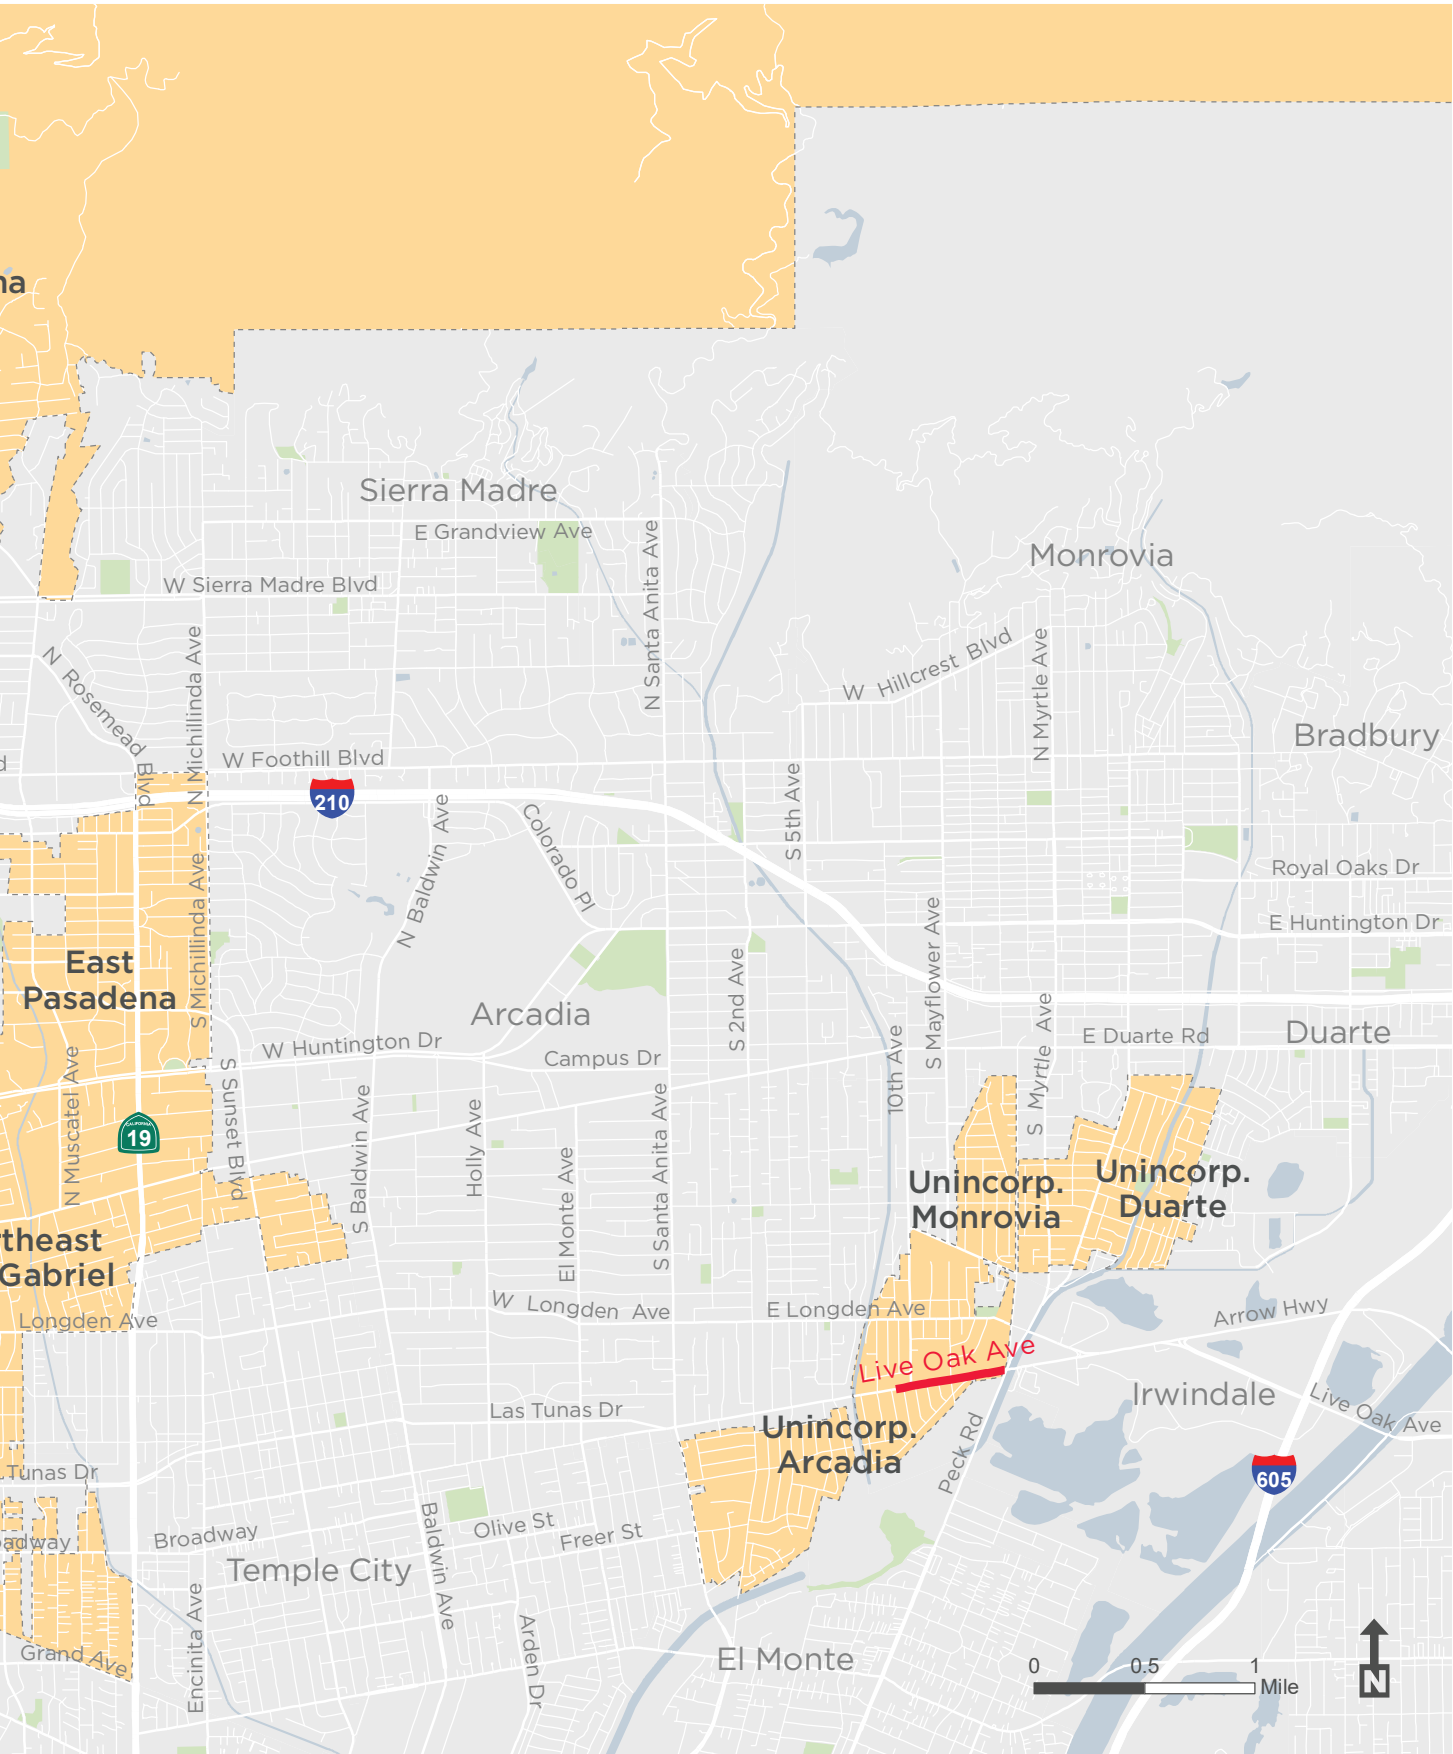 na
Sierra Madre
E Grandview Ave
N Santa Anita Ave
W Sierra Madre Blvd
Monrovia
N Rosemead Blvd
N Michillinda Ave
W Hillcrest Blvd
N Myrtle Ave
Bradbury
d
W Foothill Blvd
210
S 5th Ave
N Baldwin Ave
Colorado Pl
Royal Oaks Dr
E Huntington Dr
East
Pasadena
S Michillinda Ave
S 2nd Ave
S Mayflower Ave
Arcadia
W Huntington Dr
Campus Dr
10th Ave
S Myrtle Ave
E Duarte Rd
Duarte
N Muscatel Ave
CALIFORNIA
19
S Sunset Blvd
S Baldwin Ave
Holly Ave
El Monte Ave
S Santa Anita Ave
Unincorp.
Monrovia
Unincorp.
Duarte
rtheast
Gabriel
Longden Ave
W Longden Ave
E Longden Ave
Arrow Hwy
Live Oak Ave
Las Tunas Dr
Irwindale
Live Oak Ave
Unincorp.
Arcadia
Peck Rd
Tunas Dr
605
oadway
Broadway
Olive St
Freer St
Temple City
Baldwin Ave
Encinita Ave
Arden Dr
Grand Ave
El Monte
0 0.5 1
Mile
N